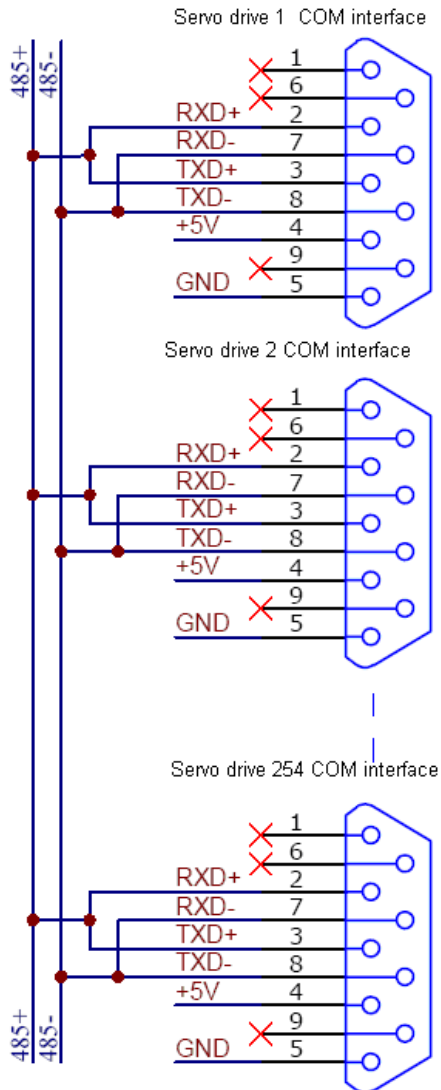 Servo drive 1 COM interface
485+
485-
1
6
RXD+ 2
RXD- 7
TXD+ 3
TXD- 8
+5V 4
9
GND 5
Servo drive 2 COM interface
1
6
RXD+ 2
RXD- 7
TXD+ 3
TXD- 8
+5V 4
9
GND 5
Servo drive 254 COM interface
1
6
RXD+ 2
RXD- 7
TXD+ 3
TXD- 8
+5V 4
9
GND 5
485+
485-